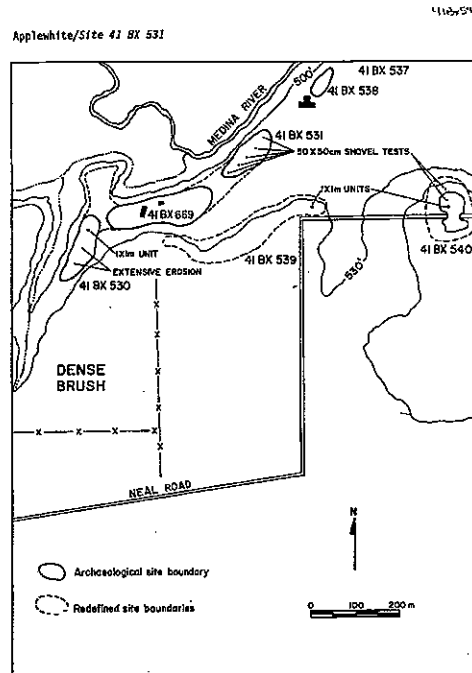 Applewhite/Site 41 BX 531
41 BX 537
500'
41 BX 538
MEDINA RIVER
41 BX 531
50 X 50cm SHOVEL TESTS
1X1m UNITS
41 BX 669
1X1m UNIT
EXTENSIVE EROSION
41 BX 530
41 BX 539
530'
41 BX 540
DENSE
BRUSH
NEAL ROAD
N
Archaeological site boundary
Redefined site boundaries
0 100 200 m